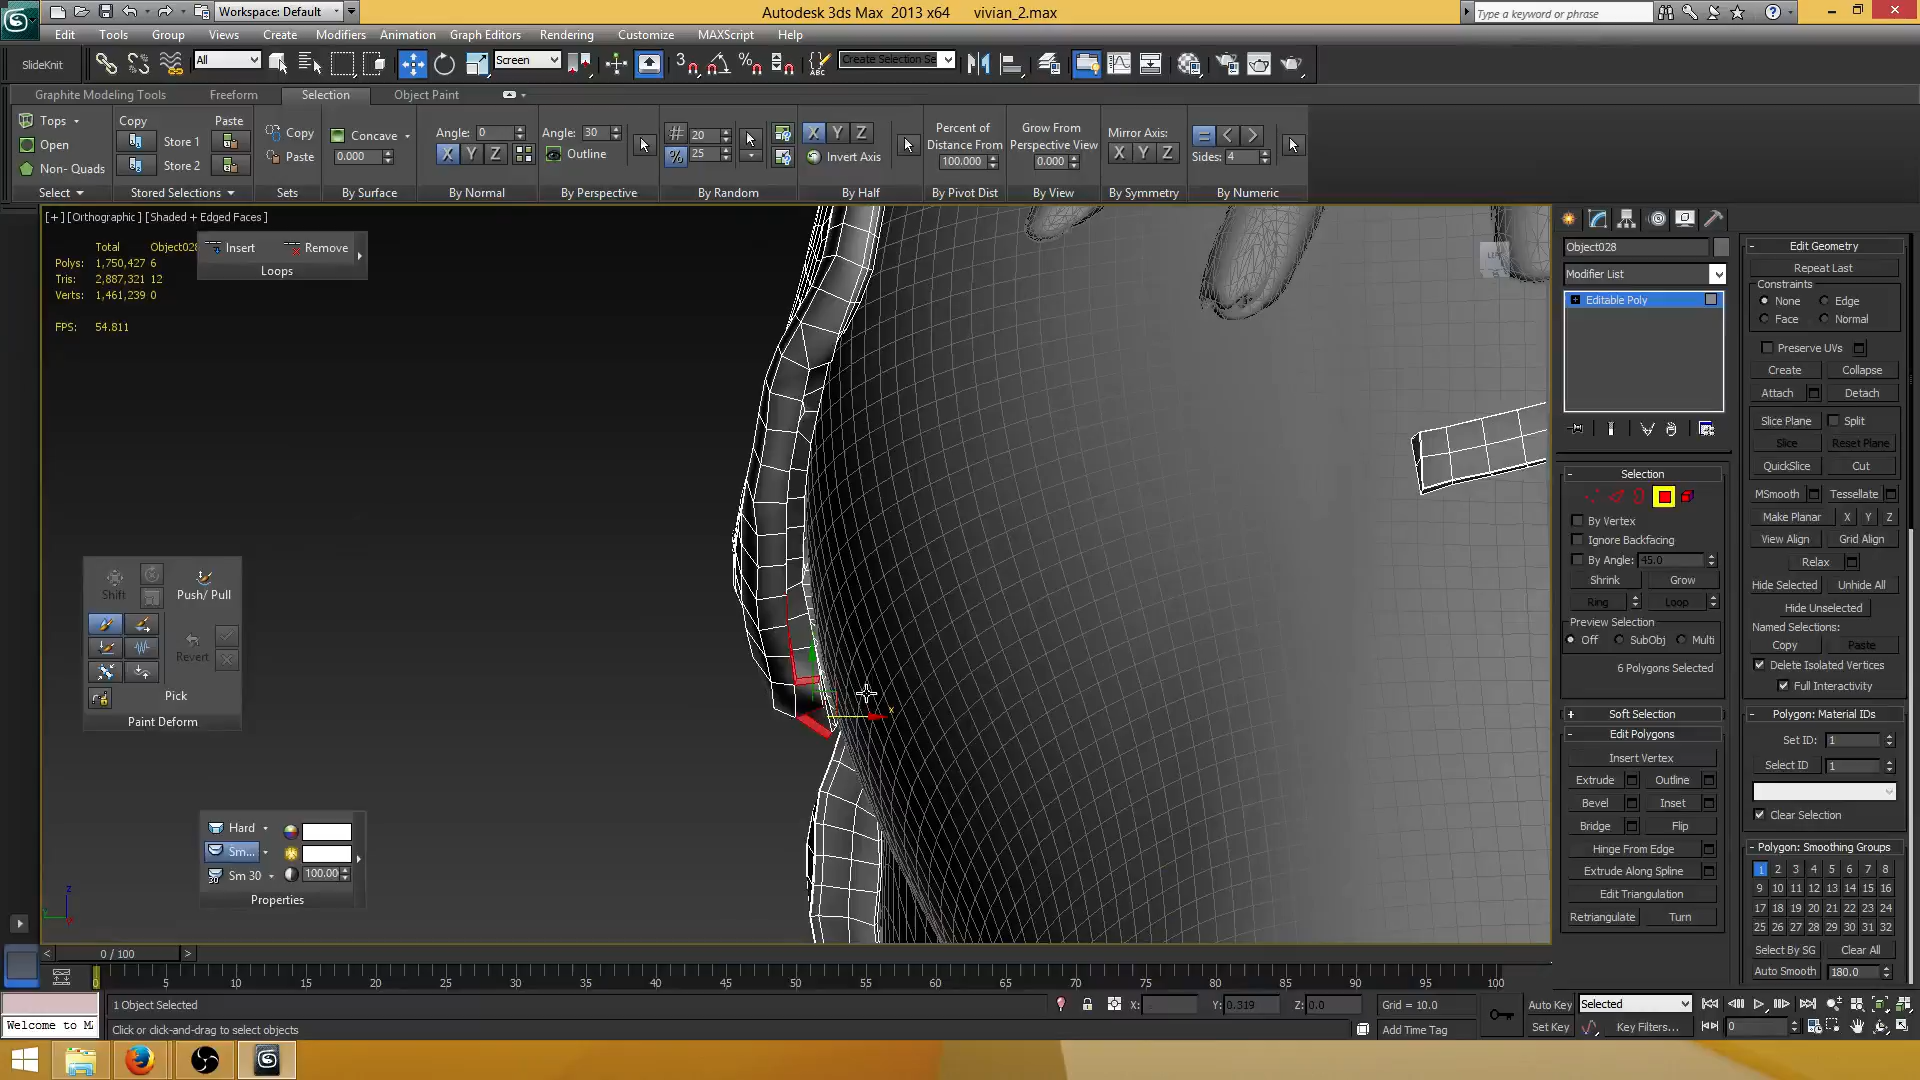 Workspace: Default
Autodesk 3ds Max 2013 x64 vivian_2.max
Type a keyword or phrase
Edit Tools Group Views Create Modifiers Animation Graph Editors Rendering Customize MAXScript Help
SlideKnit
All
Screen
Create Selection Se
Graphite Modeling Tools Freeform Selection Object Paint
Tops
Open
Non- Quads
Select
Copy Paste
Store 1
Store 2
Stored Selections
Copy
Paste
Sets
Concave
0.000
By Surface
Angle: 0
X Y Z
By Normal
Angle: 30
Outline
By Perspective
20
25
By Random
X Y Z
Invert Axis
By Half
Percent of
Distance From
100.000
By Pivot Dist
Grow From
Perspective View
0.000
By View
Mirror Axis:
X Y Z
By Symmetry
Sides: 4
By Numeric
[+] [Orthographic ] [Shaded + Edged Faces ]
Total Object028
Polys: 1,750,427 6
Tris: 2,887,321 12
Verts: 1,461,239 0
FPS: 54.811
Insert Remove
Loops
Shift
Push/ Pull
Revert
Pick
Paint Deform
Hard
Sm...
Sm 30 100.00
Properties
x
z
Object028
Modifier List
Editable Poly
Selection
By Vertex
Ignore Backfacing
By Angle: 45.0
Shrink Grow
Ring Loop
Preview Selection
Off SubObj Multi
6 Polygons Selected
Soft Selection
Edit Polygons
Insert Vertex
Extrude Outline
Bevel Inset
Bridge Flip
Hinge From Edge
Extrude Along Spline
Edit Triangulation
Retriangulate Turn
Edit Geometry
Repeat Last
Constraints
None Edge
Face Normal
Preserve UVs
Create Collapse
Attach Detach
Slice Plane Split
Slice Reset Plane
QuickSlice Cut
MSmooth Tessellate
Make Planar X Y Z
View Align Grid Align
Relax
Hide Selected Unhide All
Hide Unselected
Named Selections:
Copy Paste
Delete Isolated Vertices
Full Interactivity
Polygon: Material IDs
Set ID: 1
Select ID 1
Clear Selection
Polygon: Smoothing Groups
1 2 3 4 5 6 7 8
9 10 11 12 13 14 15 16
17 18 19 20 21 22 23 24
25 26 27 28 29 30 31 32
Select By SG Clear All
Auto Smooth 180.0
< 0 / 100 >
0 5 10 15 20 25 30 35 40 45 50 55 60 65 70 75 80 85 90 95 100
1 Object Selected X: Y: 0.319 Z: 0.0 Grid = 10.0 Auto Key Selected
Welcome to M
Click or click-and-drag to select objects Add Time Tag Set Key Key Filters... 0